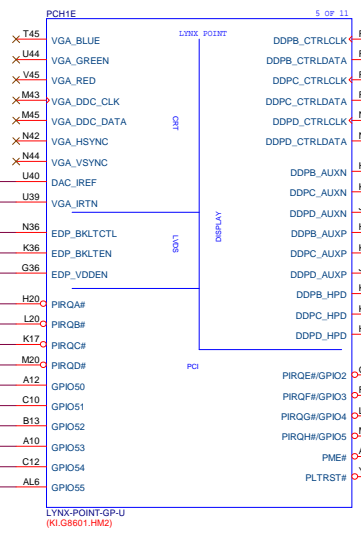 PCH1E 5 OF 11
LYNX POINT
T45 VGA_BLUE DDPB_CTRLCLK
U44 VGA_GREEN DDPB_CTRLDATA
V45 VGA_RED DDPC_CTRLCLK
M43 VGA_DDC_CLK DDPC_CTRLDATA
M45 VGA_DDC_DATA CRT DDPD_CTRLCLK
N42 VGA_HSYNC DDPD_CTRLDATA
N44 VGA_VSYNC
DDPB_AUXN
U40 DAC_IREF
DDPC_AUXN
U39 VGA_IRTN
DDPD_AUXN
N36 EDP_BKLTCTL LVDS DISPLAY DDPB_AUXP
K36 EDP_BKLTEN DDPC_AUXP
G36 EDP_VDDEN DDPD_AUXP
DDPB_HPD
H20 PIRQA#
DDPC_HPD
L20 PIRQB#
DDPD_HPD
K17 PIRQC#
M20 PIRQD# PCI
PIRQE#/GPIO2
A12 GPIO50
PIRQF#/GPIO3
C10 GPIO51
PIRQG#/GPIO4
B13 GPIO52
PIRQH#/GPIO5
A10 GPIO53
PME#
C12 GPIO54
PLTRST#
AL6 GPIO55
LYNX-POINT-GP-U
(KI.G8601.HM2)